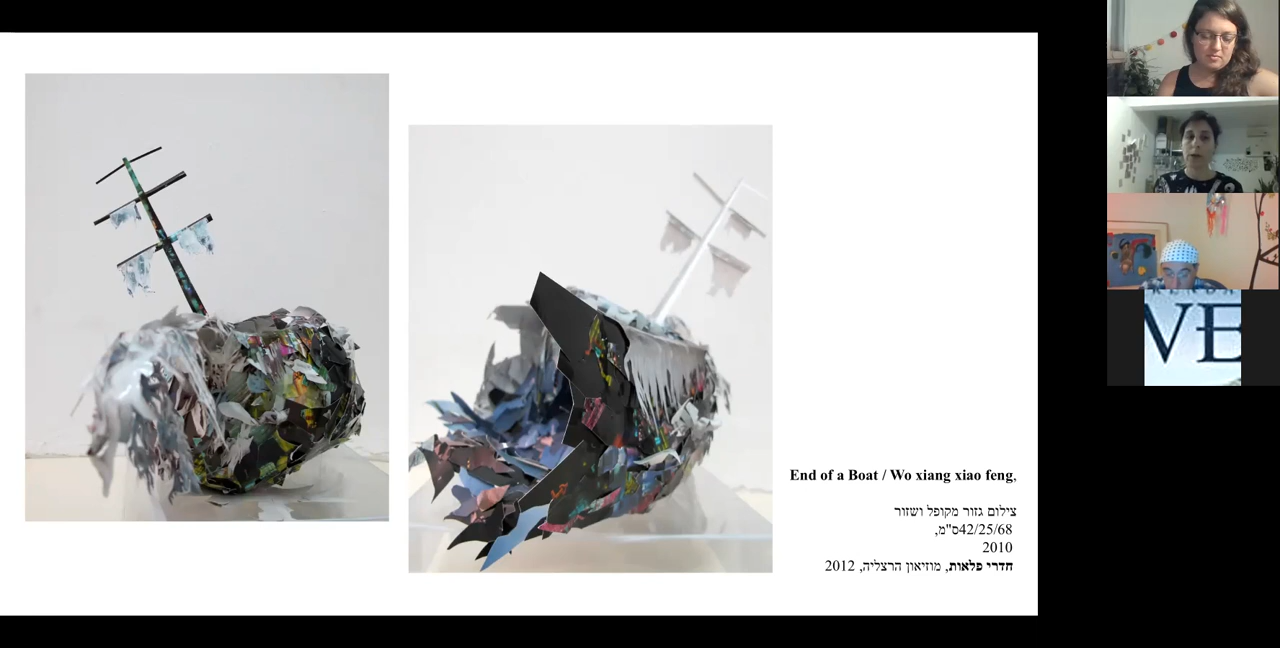 End of a Boat / Wo xiang xiao feng,
צילום גזור מקופל ושזור
42/25/68ס"מ,
2010
חדרי פלאות, מוזיאון הרצליה, 2012
VE